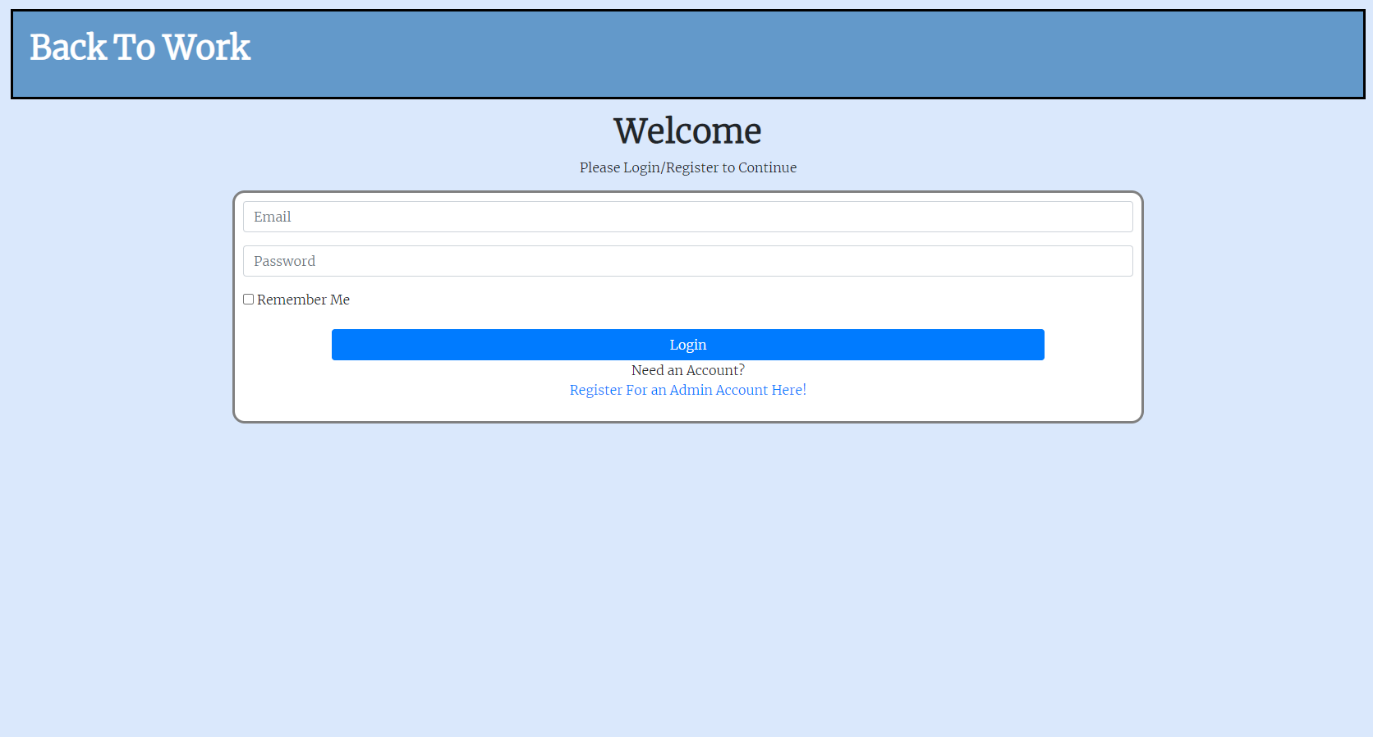 Back To Work
Welcome
Please Login/Register to Continue
Email
Password
Remember Me
Login
Need an Account?
Register For an Admin Account Here!